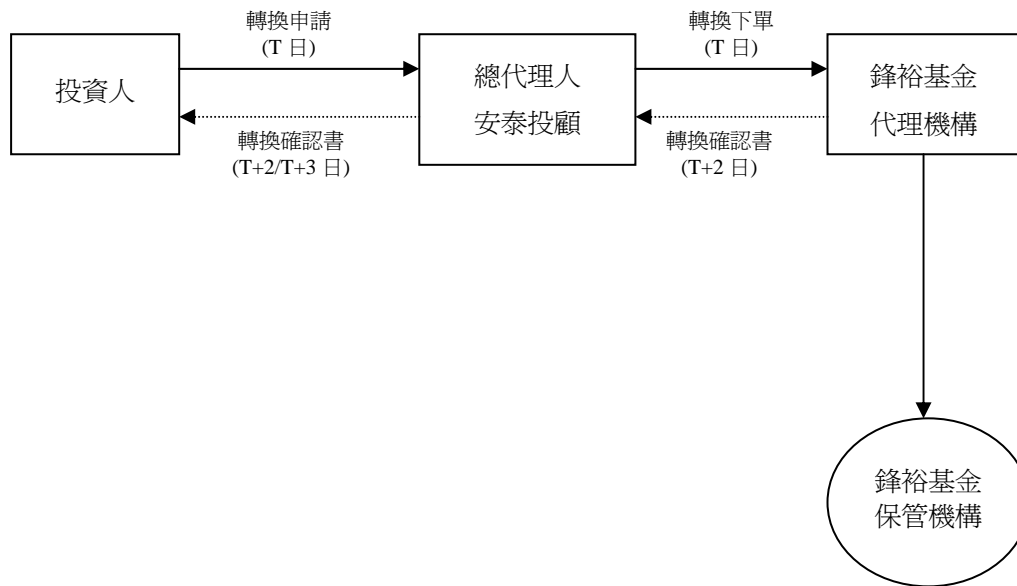 轉換申請
(T 日)
轉換下單
(T 日)
投資人
總代理人
安泰投顧
鋒裕基金
代理機構
轉換確認書
(T+2/T+3 日)
轉換確認書
(T+2 日)
鋒裕基金
保管機構